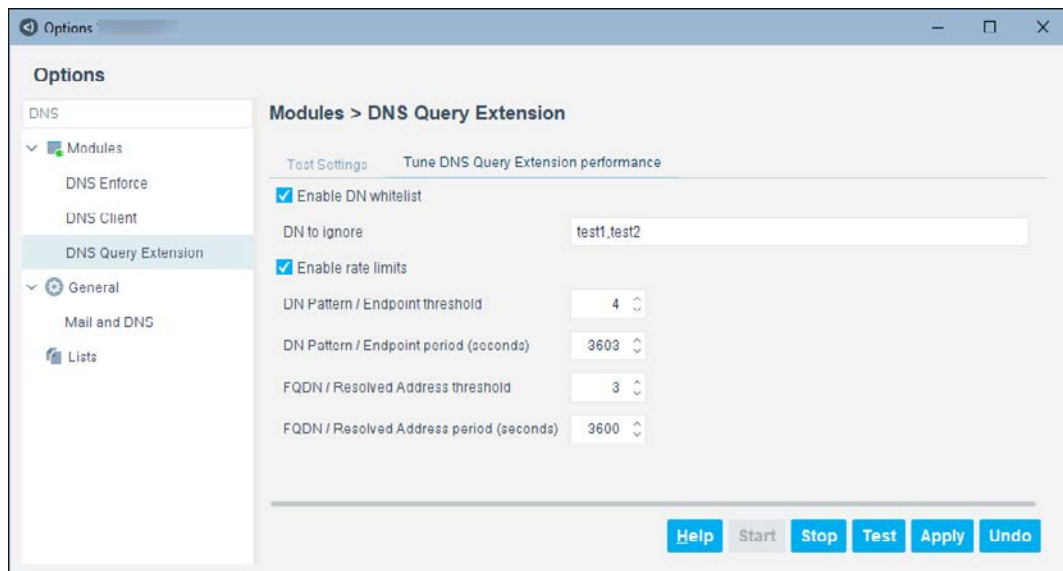 Options
Options
DNS
Modules
DNS Enforce
DNS Client
DNS Query Extension
General
Mail and DNS
Lists
Modules > DNS Query Extension
Test Settings Tune DNS Query Extension performance
Enable DN whitelist
DN to ignore test1,test2
Enable rate limits
DN Pattern / Endpoint threshold 4
DN Pattern / Endpoint period (seconds) 3603
FQDN / Resolved Address threshold 3
FQDN / Resolved Address period (seconds) 3600
Help Start Stop Test Apply Undo